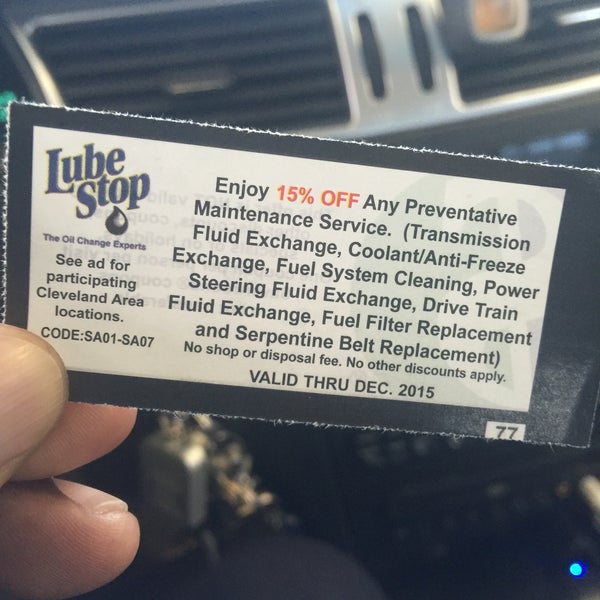 Lube
Stop
The Oil Change Experts
See ad for
participating
Cleveland Area
locations.
CODE:SA01-SA07
Enjoy 15% OFF Any Preventative
Maintenance Service. (Transmission
Fluid Exchange, Coolant/Anti-Freeze
Exchange, Fuel System Cleaning, Power
Steering Fluid Exchange, Drive Train
Fluid Exchange, Fuel Filter Replacement
and Serpentine Belt Replacement)
No shop or disposal fee. No other discounts apply.
VALID THRU DEC. 2015
77